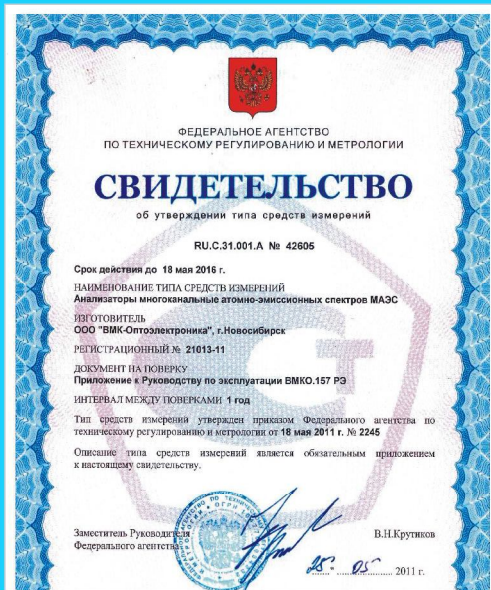 ФЕДЕРАЛЬНОЕ АГЕНТСТВО
ПО ТЕХНИЧЕСКОМУ РЕГУЛИРОВАНИЮ И МЕТРОЛОГИИ
СВИДЕТЕЛЬСТВО
об утверждении типа средств измерений
RU.C.31.001.A № 42605
Срок действия до 18 мая 2016 г.
НАИМЕНОВАНИЕ ТИПА СРЕДСТВ ИЗМЕРЕНИЙ
Анализаторы многоканальные атомно-эмиссионных спектров МАЭС
ИЗГОТОВИТЕЛЬ
ООО "ВМК-Оптоэлектроника", г.Новосибирск
РЕГИСТРАЦИОННЫЙ № 21013-11
ДОКУМЕНТ НА ПОВЕРКУ
Приложение к Руководству по эксплуатации ВМКО.157 РЭ
ИНТЕРВАЛ МЕЖДУ ПОВЕРКАМИ 1 год
Тип средств измерений утвержден приказом Федерального агентства по
техническому регулированию и метрологии от 18 мая 2011 г. № 2245
Описание типа средств измерений является обязательным приложением
к настоящему свидетельству.
Заместитель Руководителя
Федерального агентства
В.Н.Крутиков
25 05 2011 г.